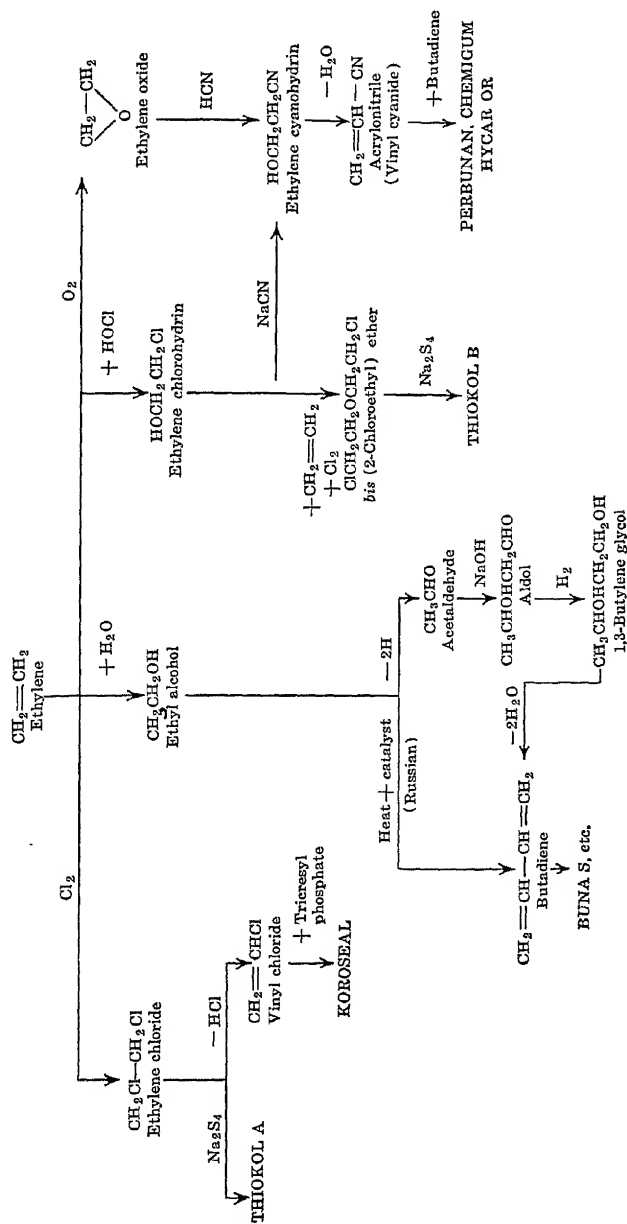 CH₂=CH₂
Ethylene
Cl₂
+ H₂O
O₂
CH₂Cl—CH₂Cl
Ethylene chloride
Na₂S₄
—HCl
THIOKOL A
CH₂=CHCl
Vinyl chloride
+ Tricresyl
phosphate
KOROSEAL
CH₃CH₂OH
Ethyl alcohol
Heat + catalyst
(Russian)
—2H
CH₃CHO
Acetaldehyde
NaOH
CH₃CHOHCH₂CHO
Aldol
H₂
CH₃CHOHCH₂CH₂OH
1,3-Butylene glycol
—2H₂O
CH₂=CH—CH=CH₂
Butadiene
BUNA S, etc.
+ HOCl
HOCH₂CH₂Cl
Ethylene chlorohydrin
NaCN
+CH₂=CH₂
+ Cl₂
ClCH₂CH₂OCH₂CH₂Cl
bis (2-Chloroethyl) ether
Na₂S₄
THIOKOL B
CH₂—CH₂
O
Ethylene oxide
HCN
HOCH₂CH₂CN
Ethylene cyanohydrin
—H₂O
CH₂=CH—CN
Acrylonitrile
(Vinyl cyanide)
+Butadiene
PERBUNAN, CHEMIGUM
HYCAR OR